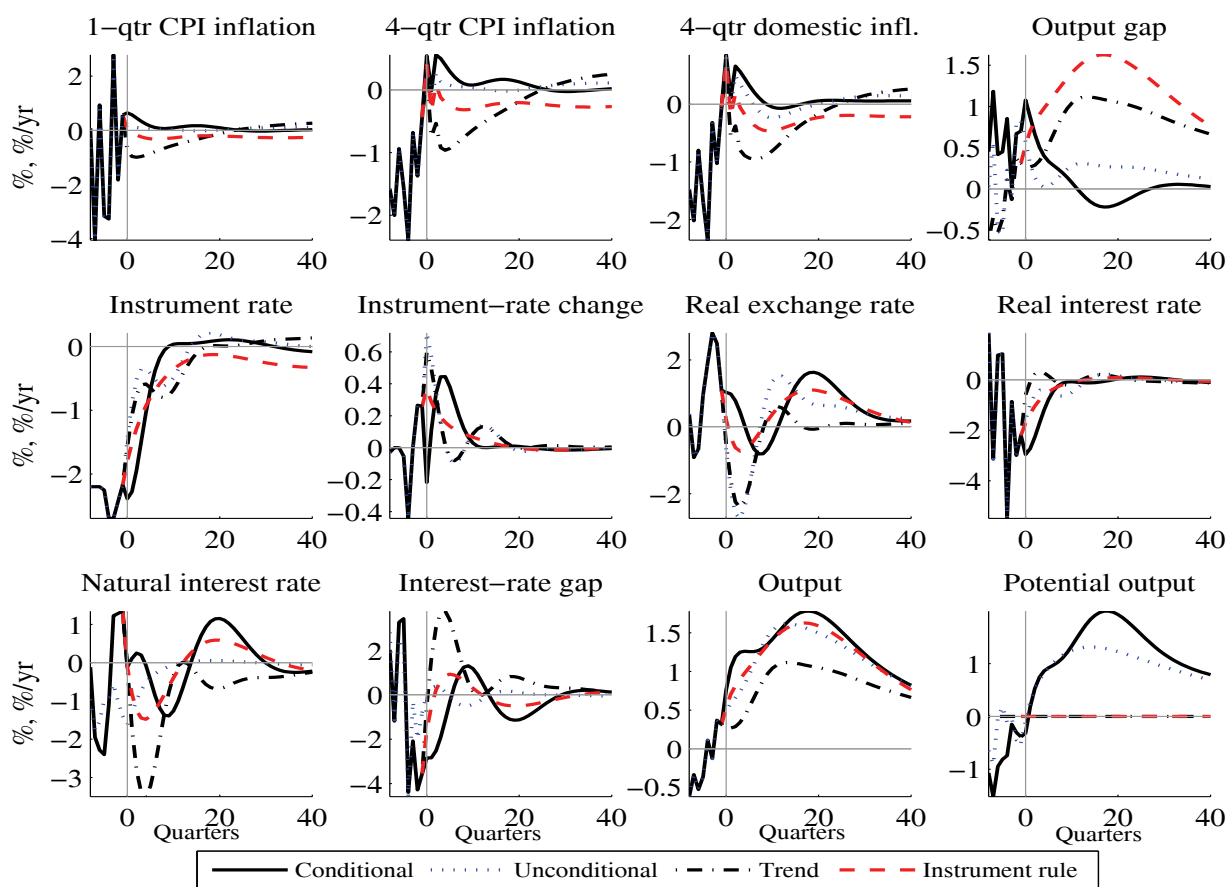 1−qtr CPI inflation 4−qtr CPI inflation 4−qtr domestic infl. Output gap
%, %/yr
2
0
−2
−4
0 20 40
0
−1
−2
0 20 40
0
−1
−2
0 20 40
1.5
1
0.5
0
−0.5
0 20 40
Instrument rate Instrument−rate change Real exchange rate Real interest rate
%, %/yr
0
−1
−2
0 20 40
0.6
0.4
0.2
0
−0.2
0.4
0 20 40
2
0
−2
0 20 40
0
−2
−4
0 20 40
Natural interest rate Interest−rate gap Output Potential output
%, %/yr
1
0
−1
−2
−3
0 20 40
Quarters
2
0
−2
−4
0 20 40
Quarters
1.5
1
0.5
0
−0.5
0 20 40
Quarters
1
0
−1
0 20 40
Quarters
Conditional Unconditional Trend Instrument rule